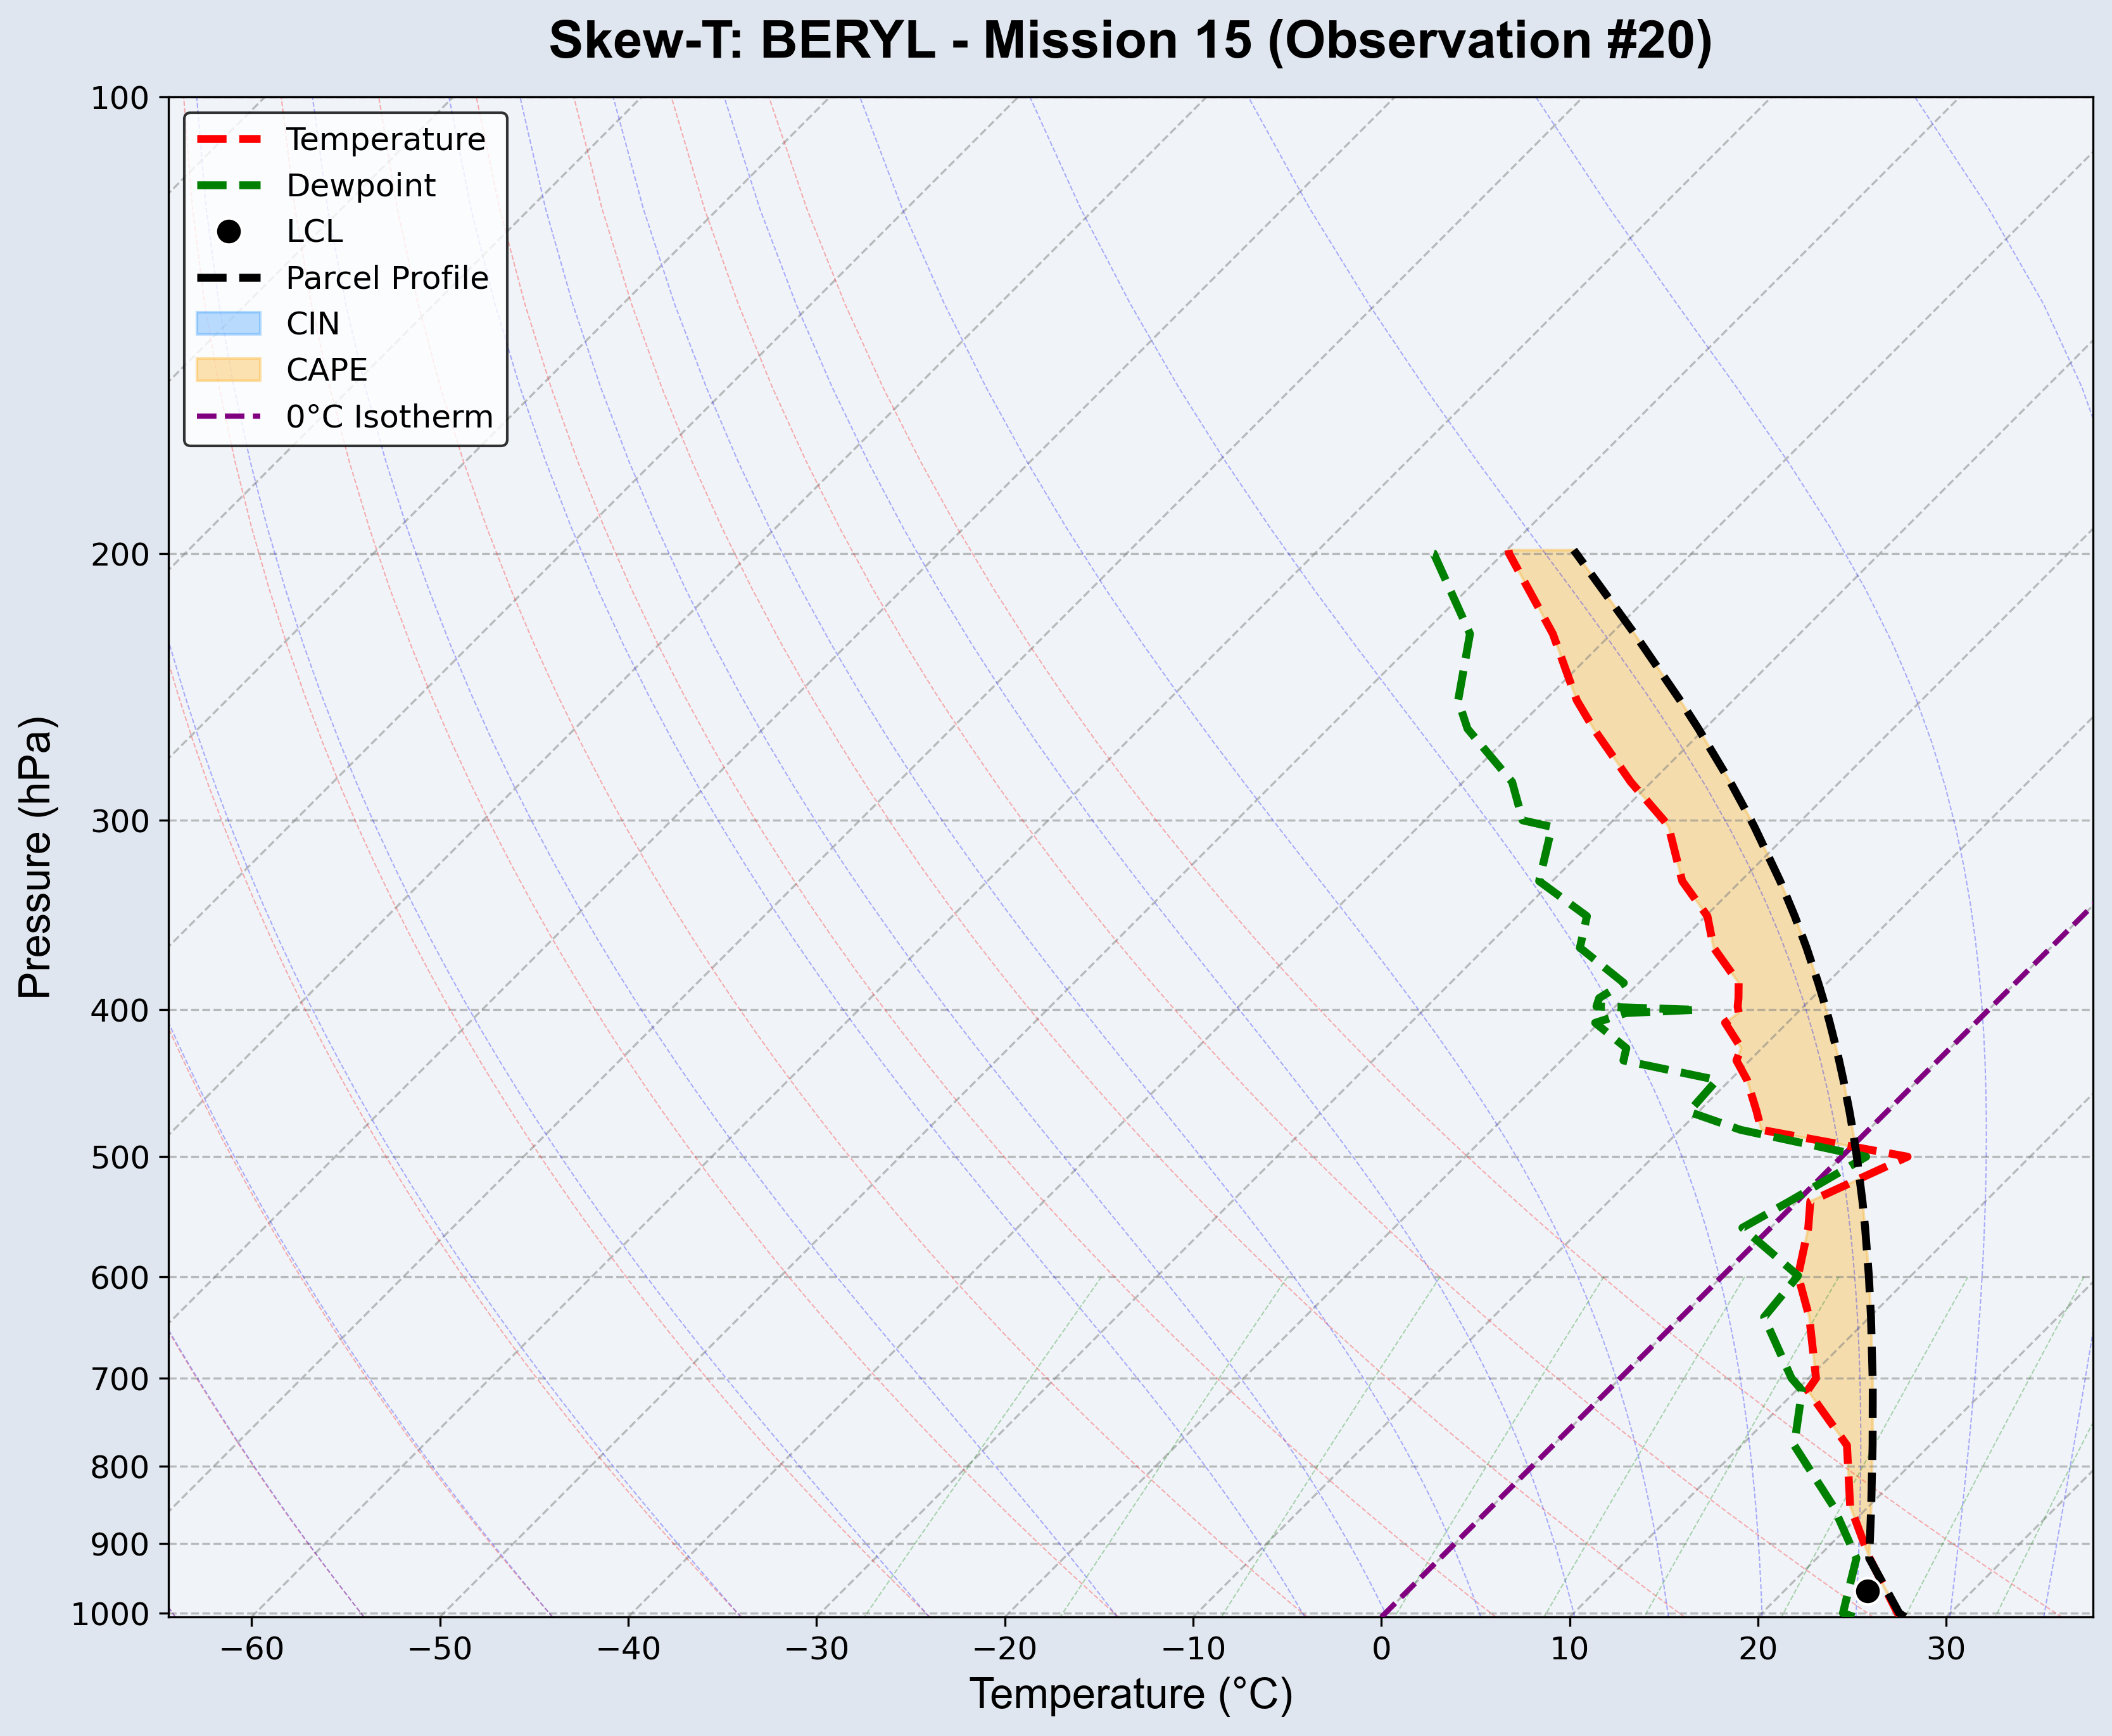 Skew-T: BERYL - Mission 15 (Observation #20)
100
200
300
400
500
600
700
800
900
1000
Pressure (hPa)
Temperature
Dewpoint
LCL
Parcel Profile
CIN
CAPE
0°C Isotherm
−60 −50 −40 −30 −20 −10 0 10 20 30
Temperature (°C)